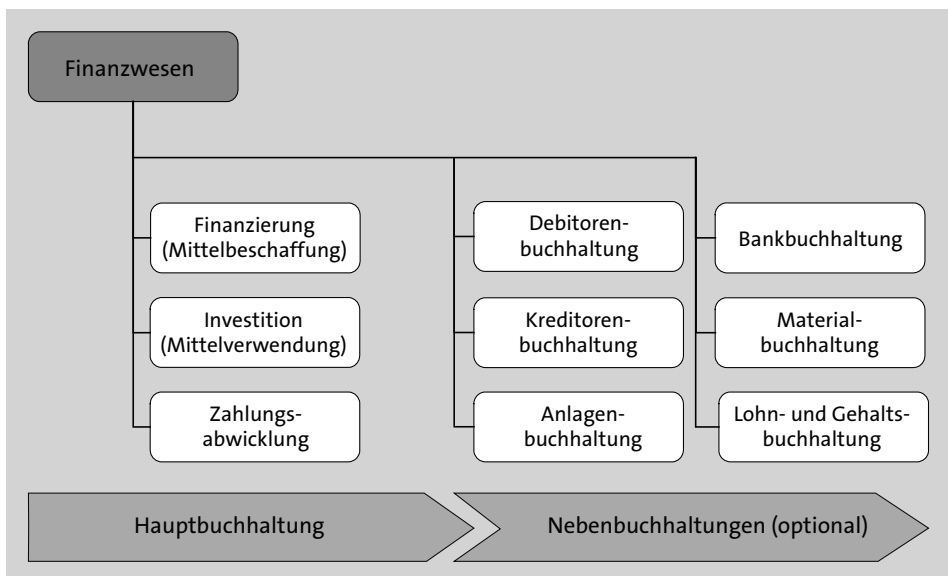 Finanzwesen
Finanzierung
(Mittelbeschaffung)
Investition
(Mittelverwendung)
Zahlungs-
abwicklung
Debitoren-
buchhaltung
Kreditoren-
buchhaltung
Anlagen-
buchhaltung
Bankbuchhaltung
Material-
buchhaltung
Lohn- und Gehalts-
buchhaltung
Hauptbuchhaltung
Nebenbuchhaltungen (optional)